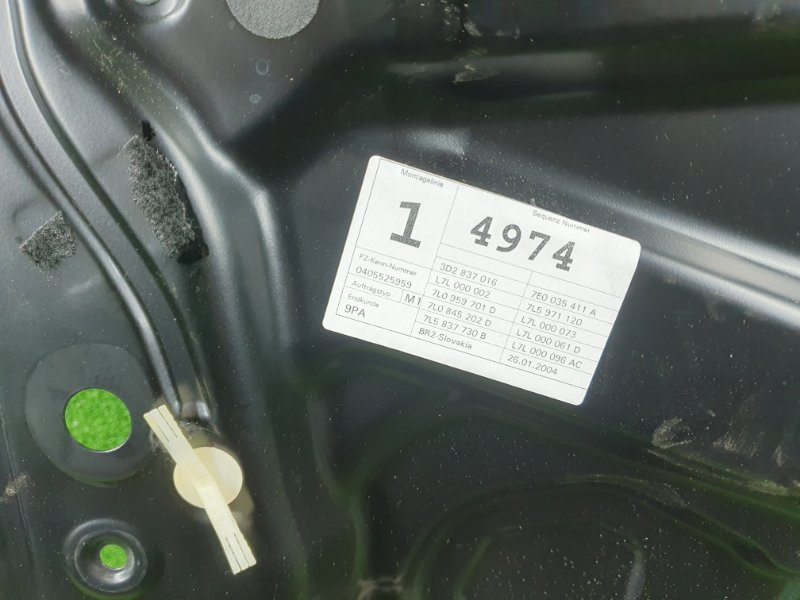 Montagelinie
Sequenz Nummer
1
4974
FZ-Kenn-Nummer
0405525959
Auftragstyp M1
Endkunde
9PA
3D2 837 016
L7L 000 002
7L0 959 701 D
7L0 845 202 D
7L5 837 730 B
BR2-Slovakia
7E0 035 411 A
7L5 971 120
L7L 000 073
L7L 000 061 D
L7L 000 096 AC
26.01.2004